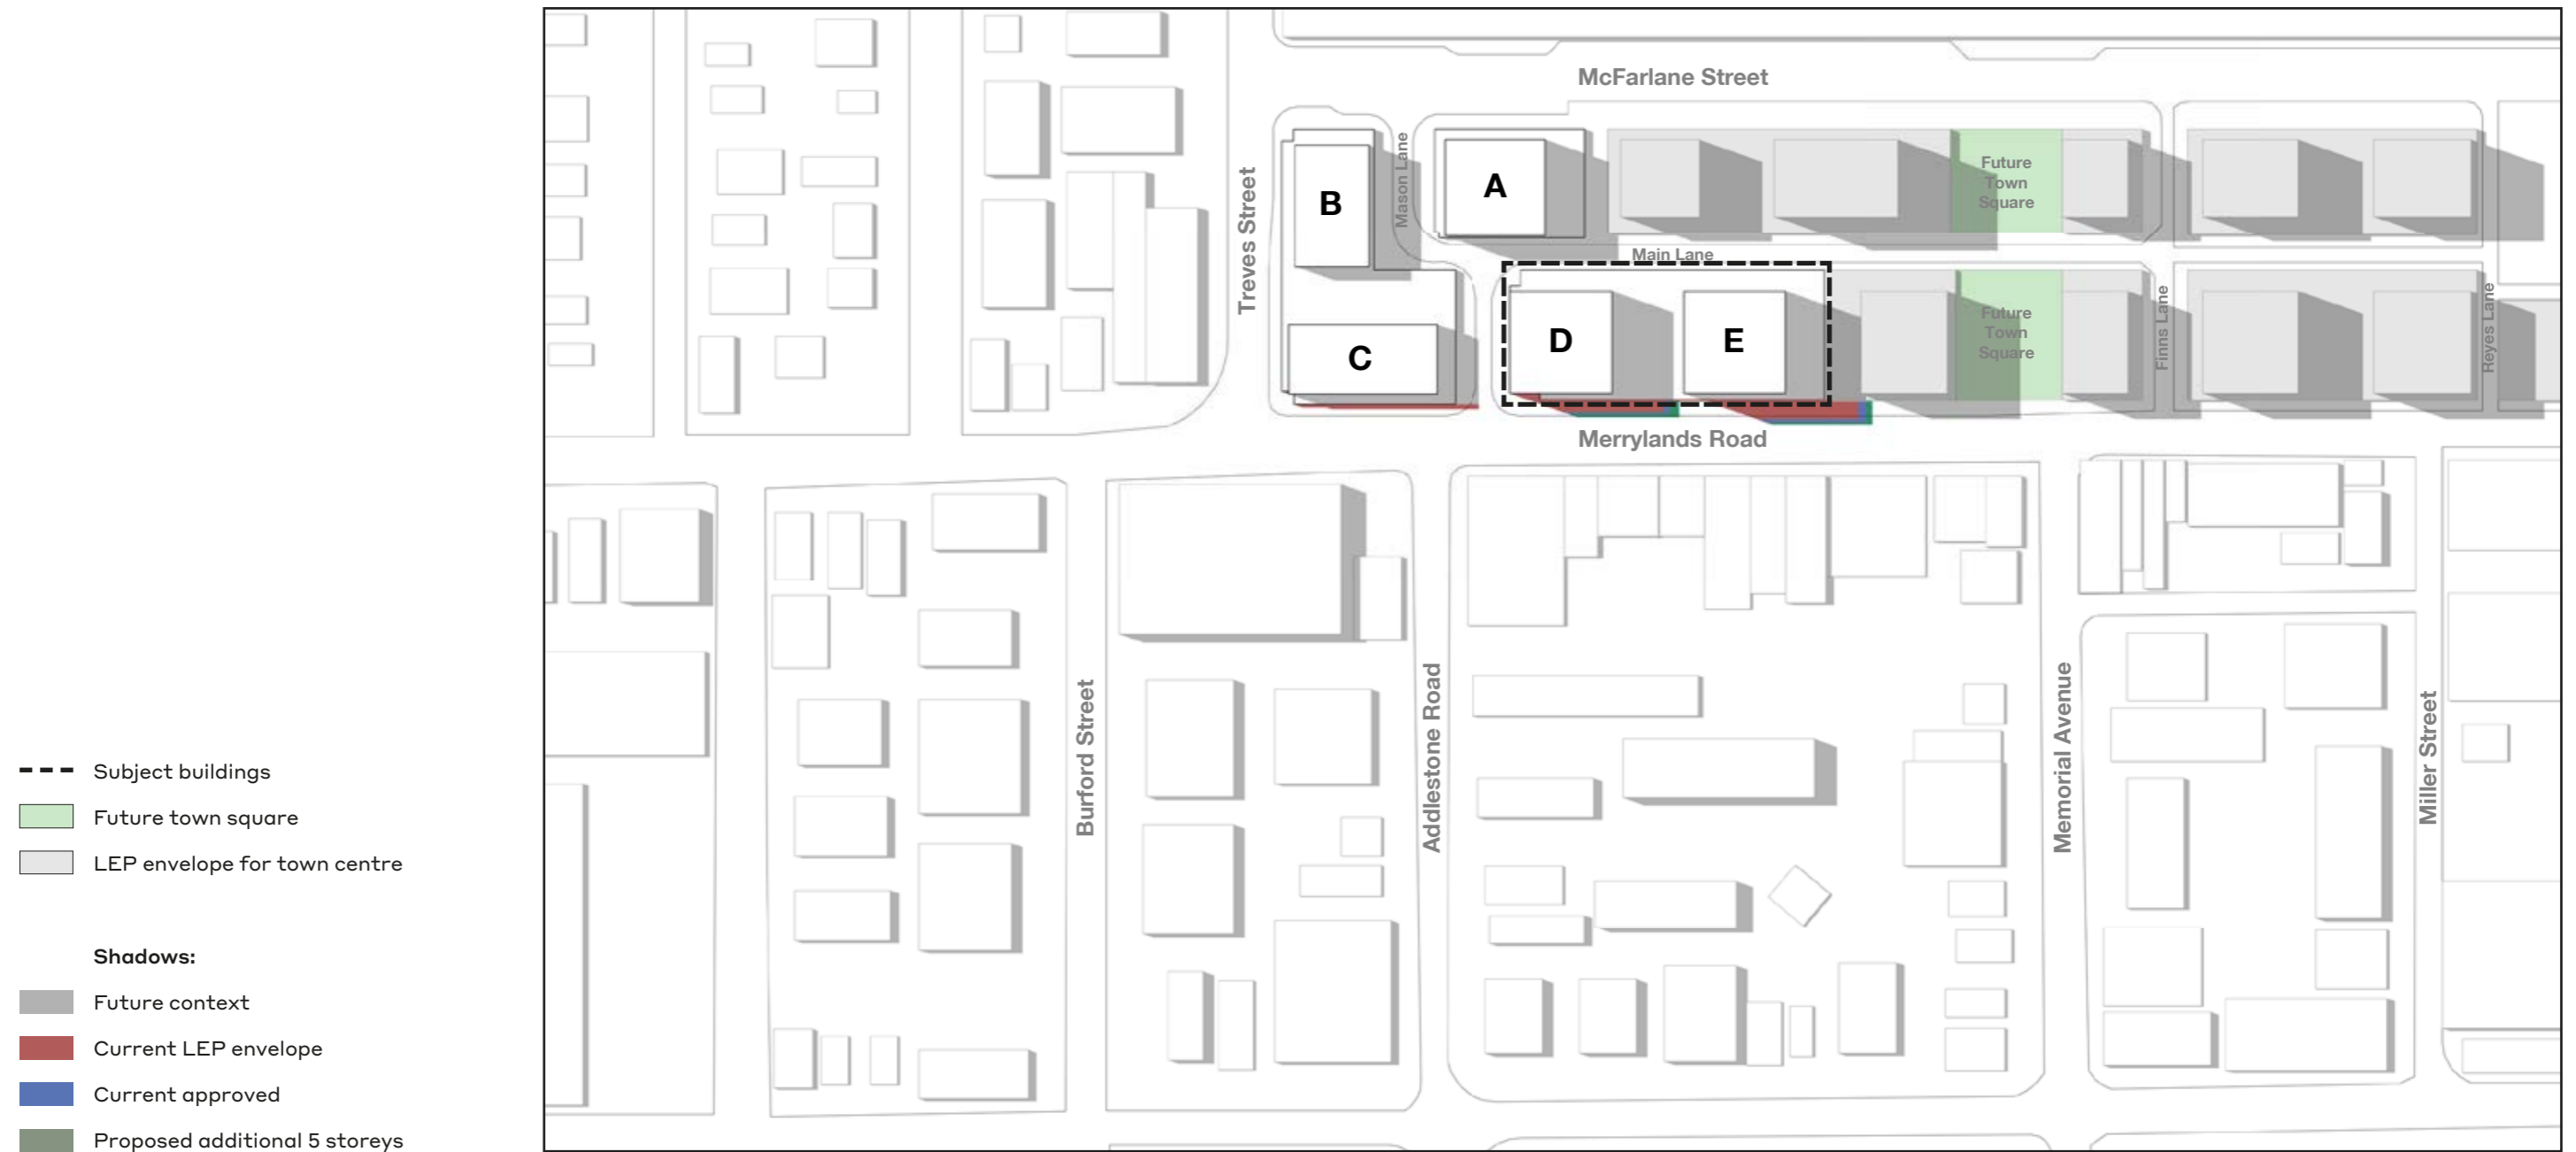 McFarlane Street
Mason Lane
A
B
Future
Town
Square
Treves Street
Main Lane
Future
Town
Square
Finns Lane
Reyes Lane
D
E
C
Merrylands Road
Burford Street
Addlestone Road
Memorial Avenue
Miller Street
Subject buildings
Future town square
LEP envelope for town centre
Shadows:
Future context
Current LEP envelope
Current approved
Proposed additional 5 storeys